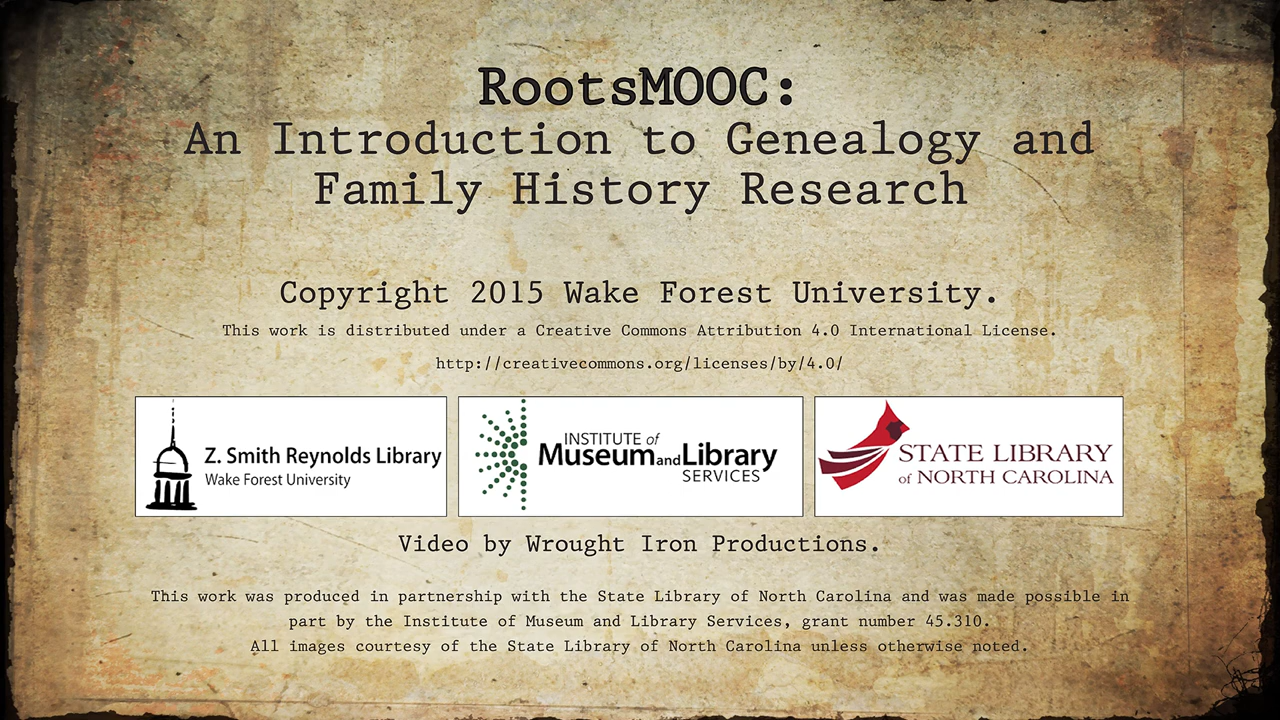 RootsMOOC:
An Introduction to Genealogy and
Family History Research
Copyright 2015 Wake Forest University.
This work is distributed under a Creative Commons Attribution 4.0 International License.
http://creativecommons.org/licenses/by/4.0/
Z. Smith Reynolds Library
Wake Forest University
INSTITUTE of
Museum and Library
SERVICES
STATE LIBRARY
of NORTH CAROLINA
Video by Wrought Iron Productions.
This work was produced in partnership with the State Library of North Carolina and was made possible in
part by the Institute of Museum and Library Services, grant number 45.310.
All images courtesy of the State Library of North Carolina unless otherwise noted.